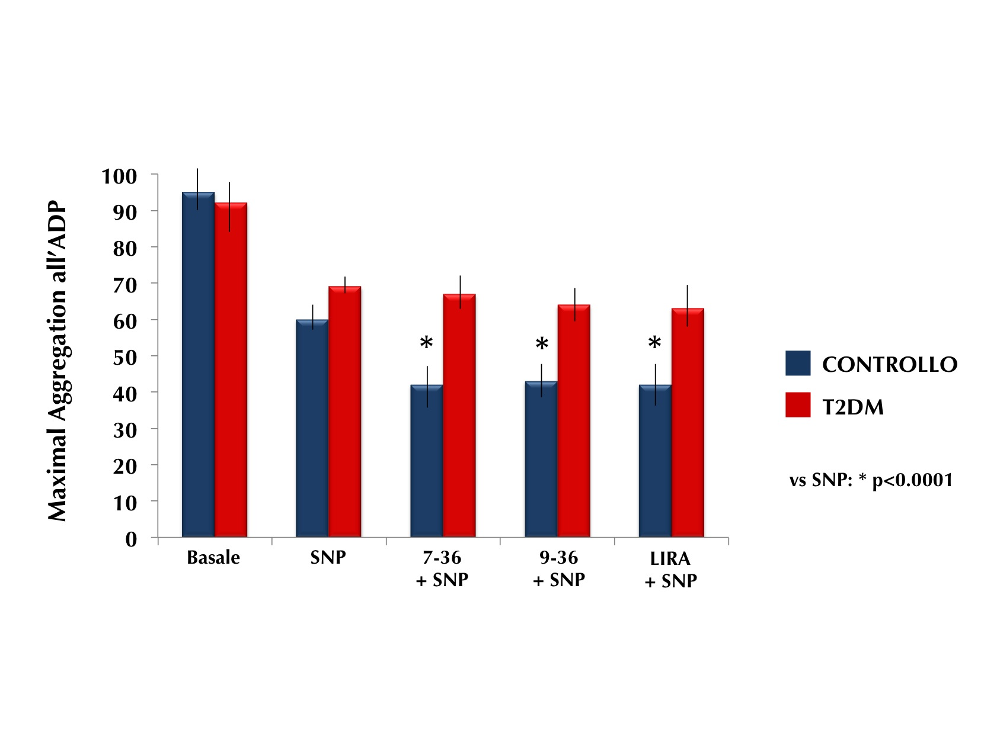 Maximal Aggregation all’ADP
100
90
80
70
60
50
40
30
20
10
0
*
*
*
Basale
SNP
7-36
+ SNP
9-36
+ SNP
LIRA
+ SNP
CONTROLLO
T2DM
vs SNP: * p<0.0001